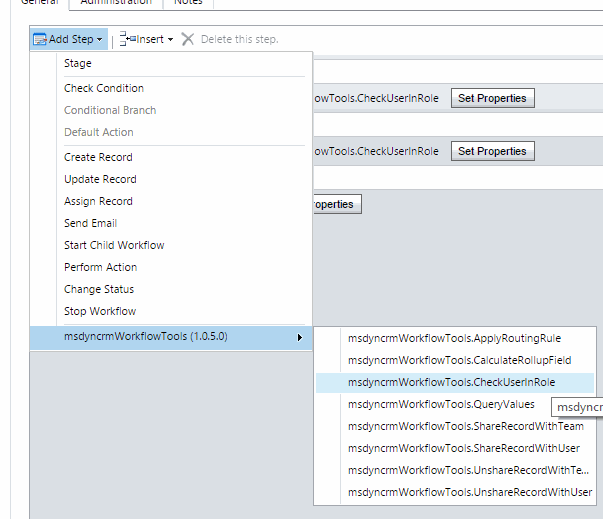 General Administration Notes
Add Step Insert Delete this step.
Stage
Check Condition
Conditional Branch
Default Action
Create Record
Update Record
Assign Record
Send Email
Start Child Workflow
Perform Action
Change Status
Stop Workflow
msdyncrmWorkflowTools (1.0.5.0)
owTools.CheckUserInRole Set Properties
owTools.CheckUserInRole Set Properties
operties
msdyncrmWorkflowTools.ApplyRoutingRule
msdyncrmWorkflowTools.CalculateRollupField
msdyncrmWorkflowTools.CheckUserInRole
msdyncrmWorkflowTools.QueryValues
msdyncr
msdyncrmWorkflowTools.ShareRecordWithTeam
msdyncrmWorkflowTools.ShareRecordWithUser
msdyncrmWorkflowTools.UnshareRecordWithTe...
msdyncrmWorkflowTools.UnshareRecordWithUser